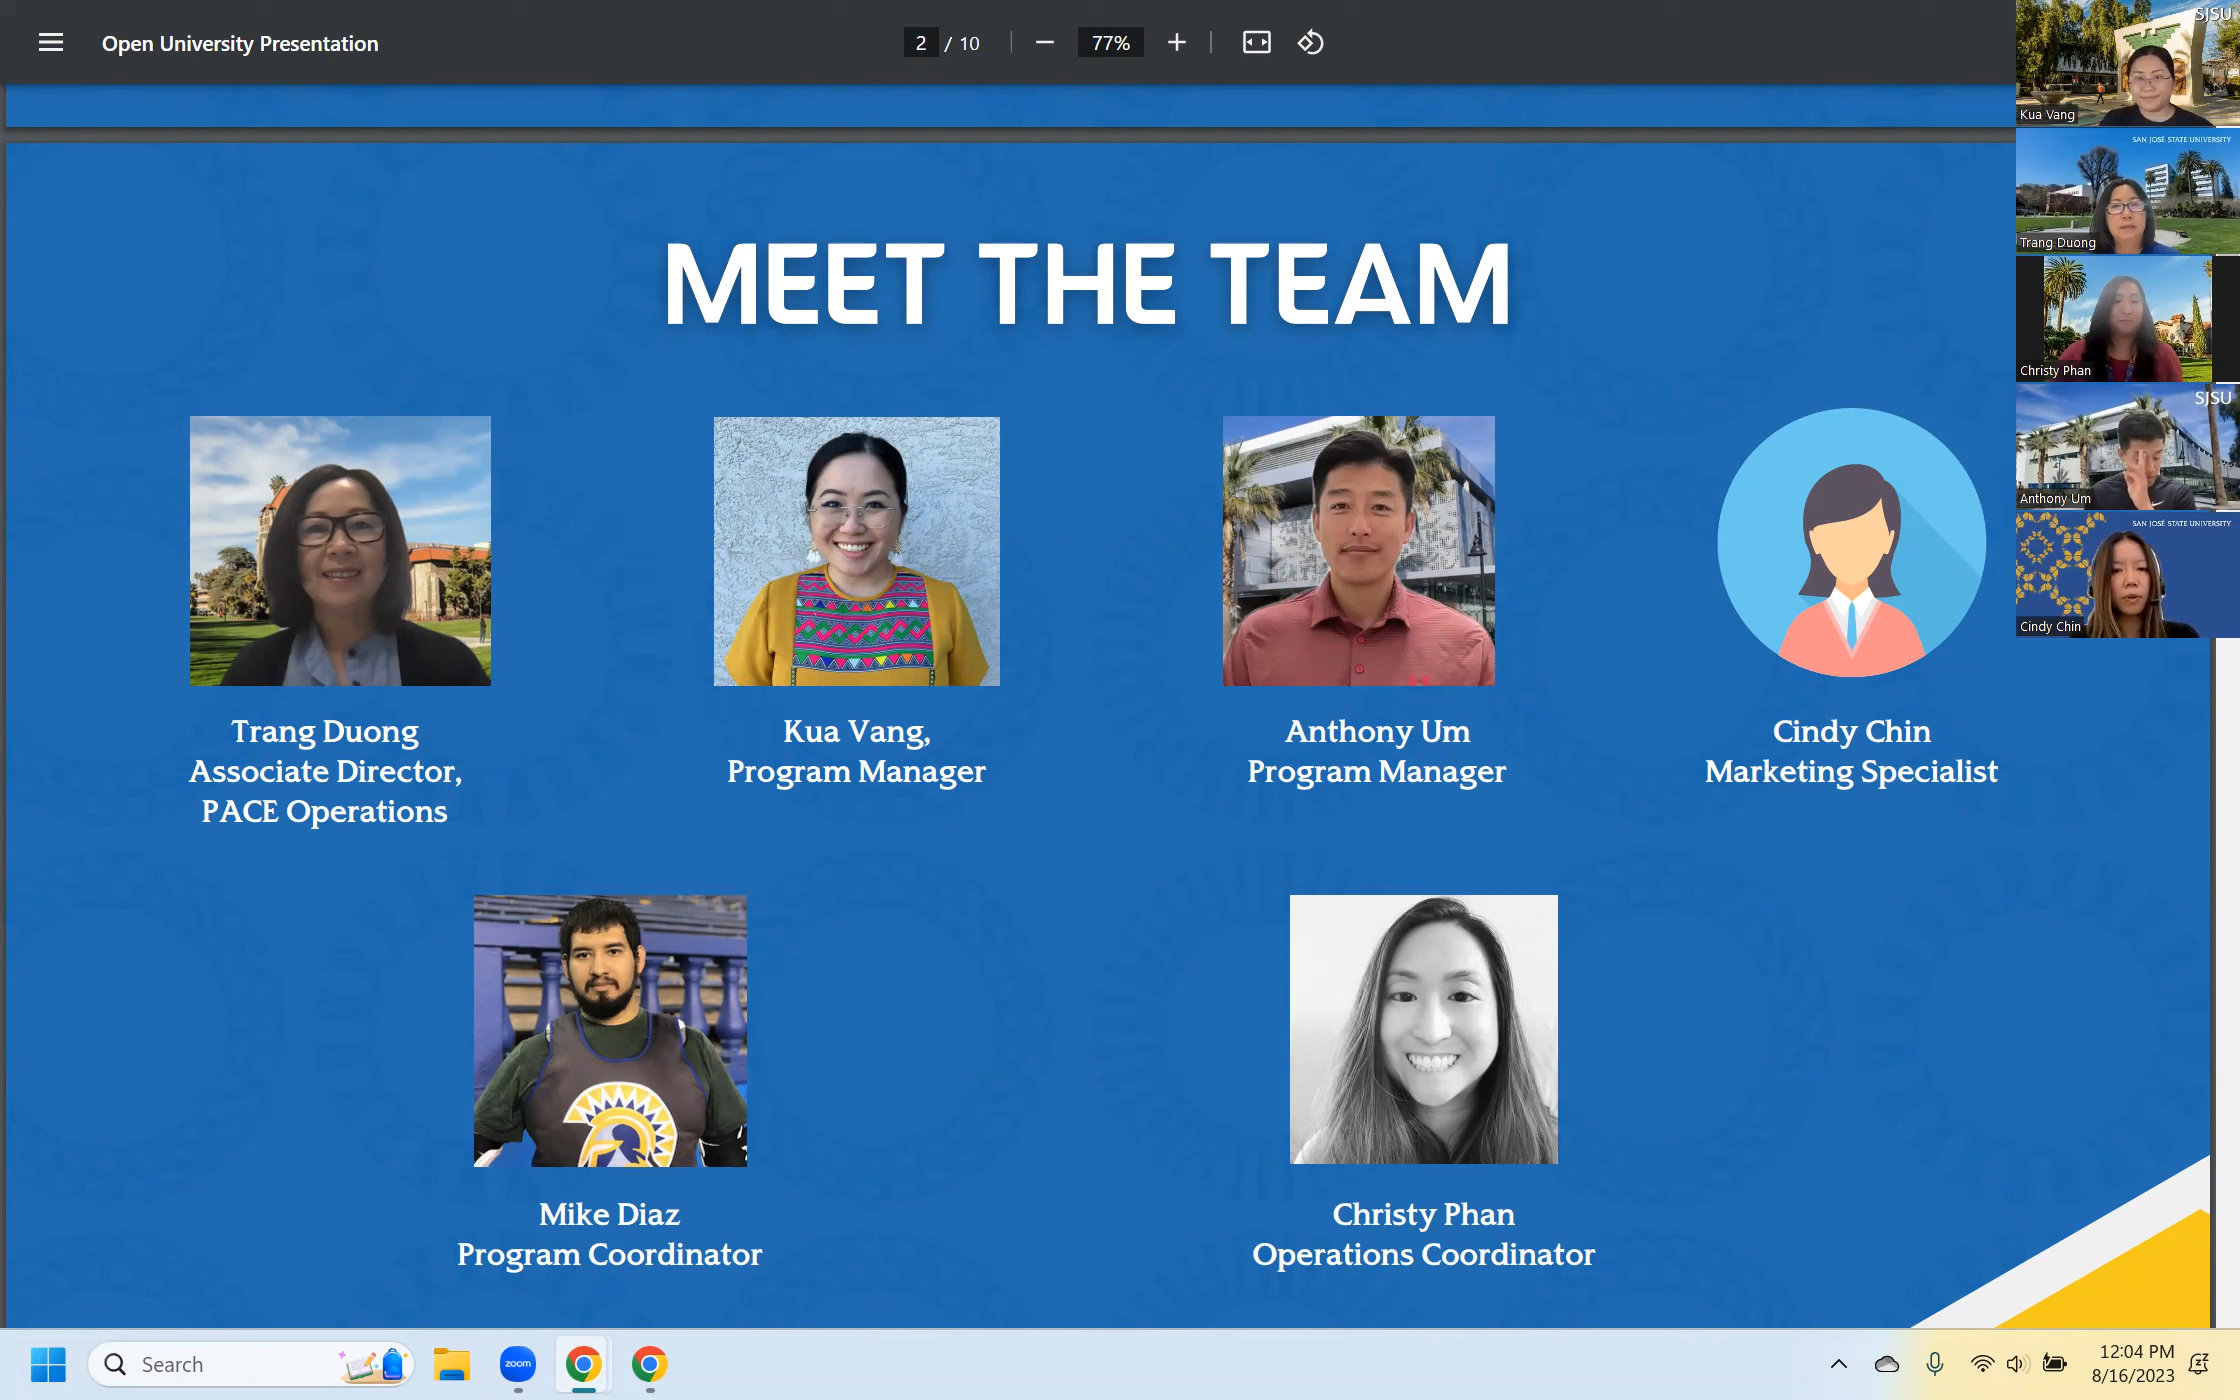 Open University Presentation
2 / 10
77%
SJSU
Kua Vang
SAN JOSÉ STATE UNIVERSITY
Trang Duong
Christy Phan
SJSU
Anthony Um
SAN JOSÉ STATE UNIVERSITY
Cindy Chin
MEET THE TEAM
Trang Duong
Associate Director,
PACE Operations
Kua Vang,
Program Manager
Anthony Um
Program Manager
Cindy Chin
Marketing Specialist
Mike Diaz
Program Coordinator
Christy Phan
Operations Coordinator
Search
zoom
12:04 PM
8/16/2023